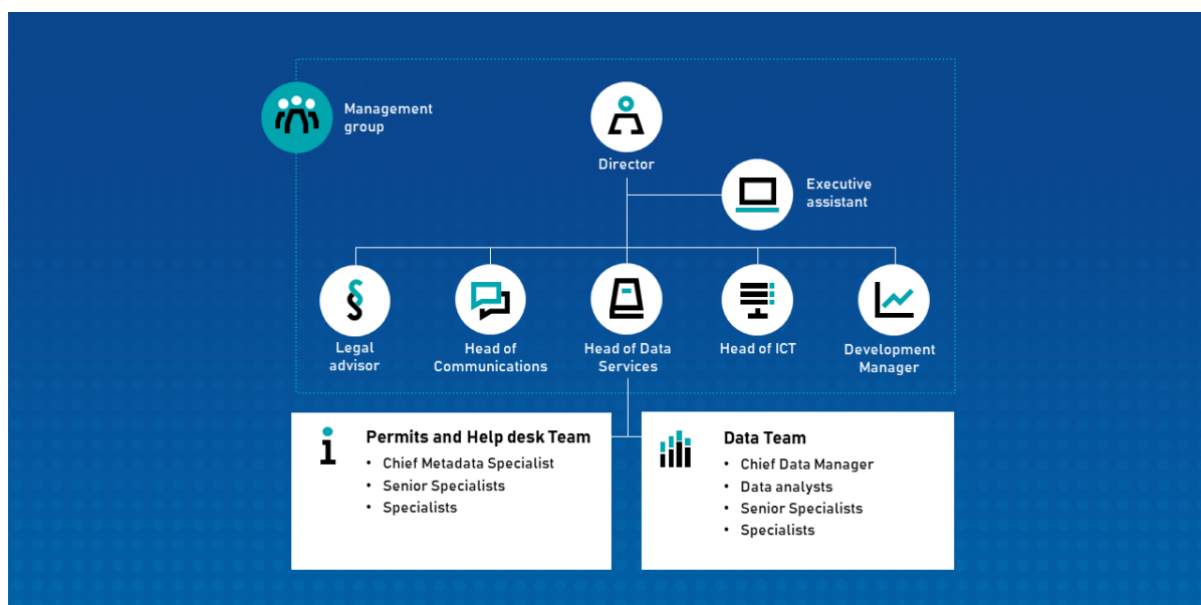 Management
group
Director
Executive
assistant
Legal
advisor
Head of
Communications
Head of Data
Services
Head of ICT
Development
Manager
Permits and Help desk Team
• Chief Metadata Specialist
• Senior Specialists
• Specialists
Data Team
• Chief Data Manager
• Data analysts
• Senior Specialists
• Specialists